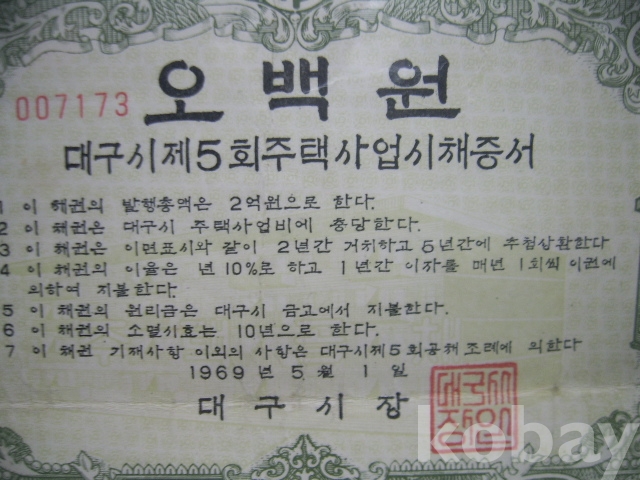 007173 오백원
대구시제5회주택사업시채증서
1 이 채권의 발행총액은 2억원으로 한다.
2 이 채권은 대구시 주택사업비에 충당한다.
3 이 채권은 이면표시와 같이 2년간 거치하고 5년간에 추첨상환한다
4 이 채권의 이율은 년 10%로 하고 1년간 이자를 매년 1회씩 이권에
의하여 지불한다.
5 이 채권의 원리금은 대구시 금고에서 지불한다.
6 이 채권의 소멸시효는 10년으로 한다.
7 이 채권 기재사항 이외의 사항은 대구시제5회공채 조례에 의한다
1969년 5월 1일
대구시장
kobay